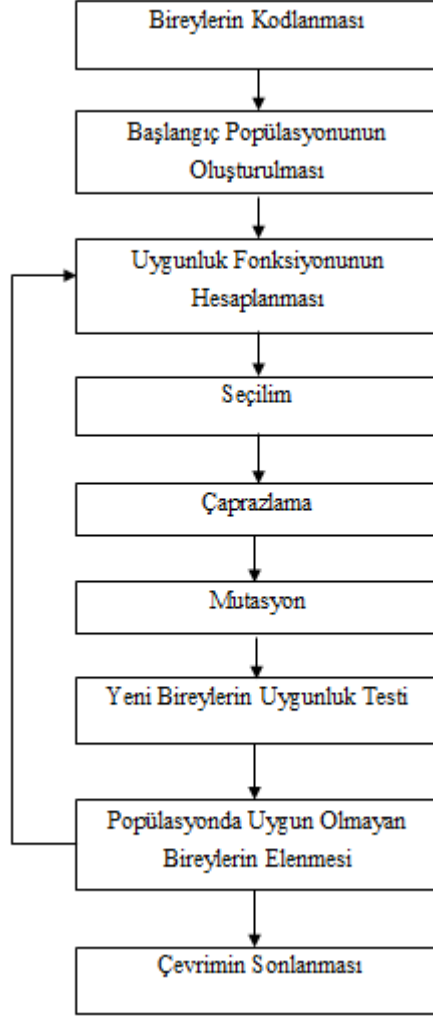 Bireylerin Kodlanması
Başlangıç Popülasyonunun
Oluşturulması
Uygunluk Fonksiyonunun
Hesaplanması
Seçilim
Çaprazlama
Mutasyon
Yeni Bireylerin Uygunluk Testi
Popülasyonda Uygun Olmayan
Bireylerin Elenmesi
Çevrimin Sonlanması